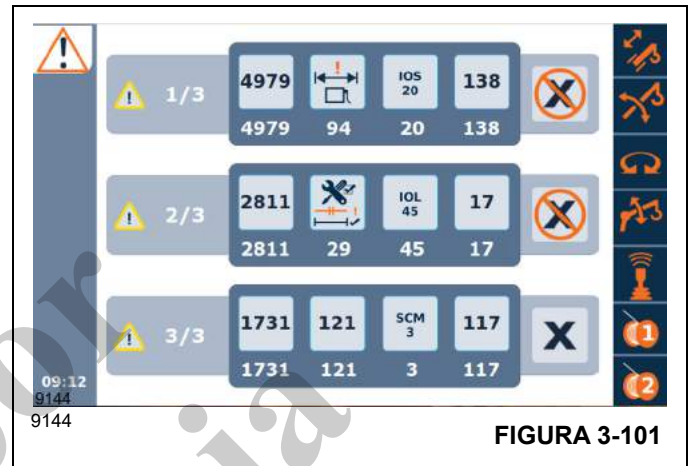 1/3 4979 IOS 20 138 X
4979 94 20 138
2/3 2811 IOL 45 17 X
2811 29 45 17
3/3 1731 121 SCM 3 117 X
1731 121 3 117
1
09:12 2
9144
9144
FIGURA 3-101